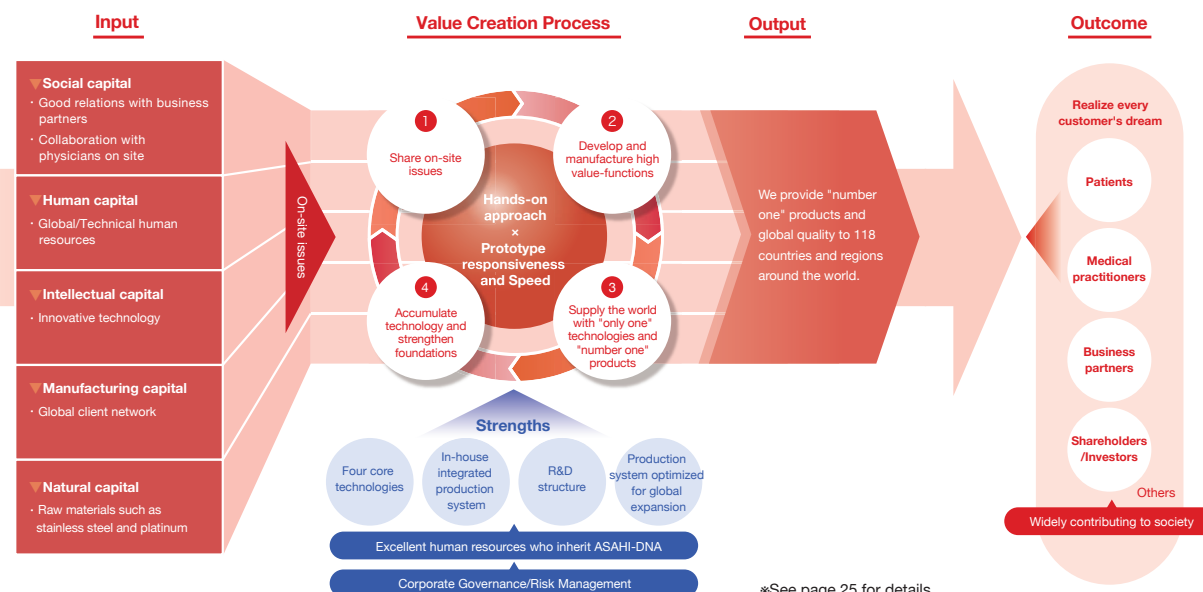 Input
Value Creation Process
Output
Outcome
▼Social capital
・Good relations with business
partners
・Collaboration with
physicians on site
▼Human capital
・Global/Technical human
resources
▼Intellectual capital
・Innovative technology
▼Manufacturing capital
・Global client network
▼Natural capital
・Raw materials such as
stainless steel and platinum
On-site issues
1
Share on-site
issues
2
Develop and
manufacture high
value-functions
Hands-on
approach
×
Prototype
responsiveness
and Speed
4
Accumulate
technology and
strengthen
foundations
3
Supply the world
with "only one"
technologies and
"number one"
products
Strengths
Four core
technologies
In-house
integrated
production
system
R&D
structure
Production
system optimized
for global
expansion
Excellent human resources who inherit ASAHI-DNA
Corporate Governance/Risk Management
We provide "number
one" products and
global quality to 118
countries and regions
around the world.
Realize every
customer's dream
Patients
Medical
practitioners
Business
partners
Shareholders
/Investors
Others
Widely contributing to society
※See page 25 for details